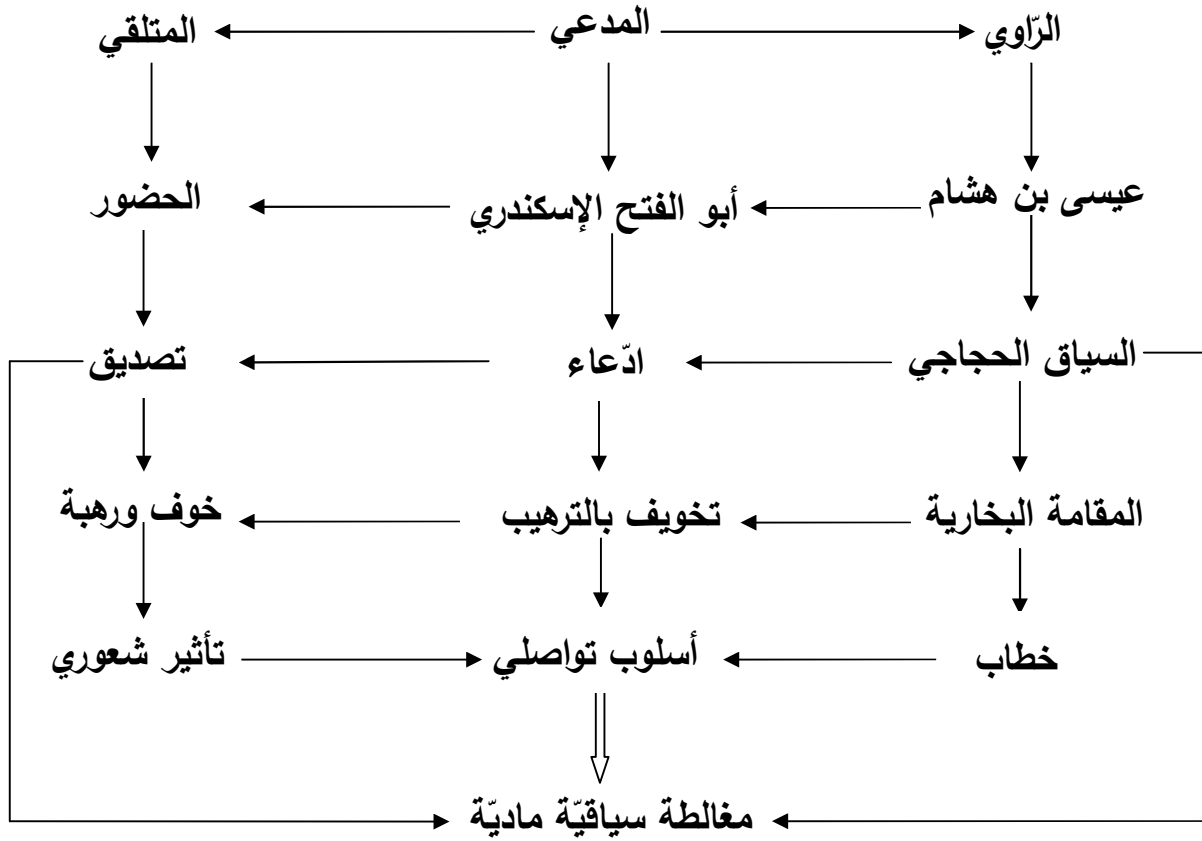 الرّاوي المدعي المتلقي
عيسى بن هشام أبو الفتح الإسكندري الحضور
السياق الحجاجي ادّعاء تصديق
المقامة البخارية تخويف بالترهيب خوف ورهبة
خطاب أسلوب تواصلي تأثير شعوري
مغالطة سياقيّة ماديّة